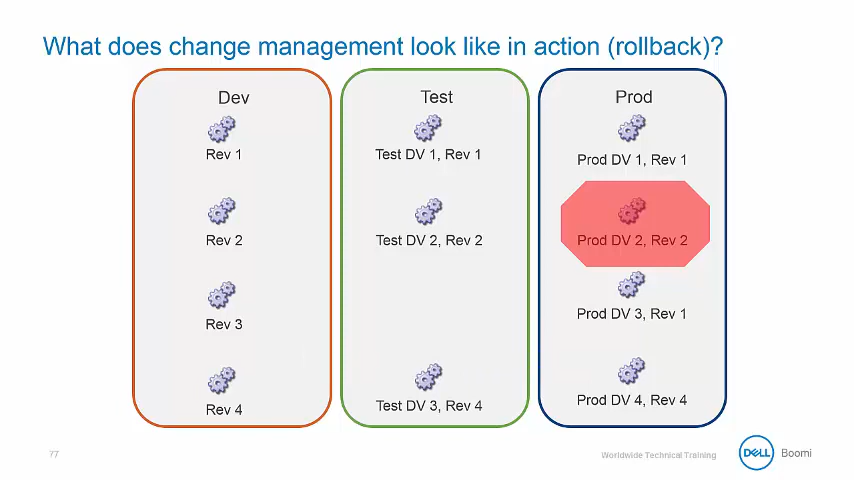 What does change management look like in action (rollback)?
Dev
Rev 1
Rev 2
Rev 3
Rev 4
Test
Test DV 1, Rev 1
Test DV 2, Rev 2
Test DV 3, Rev 4
Prod
Prod DV 1, Rev 1
Prod DV 2, Rev 2
Prod DV 3, Rev 1
Prod DV 4, Rev 4
77
Worldwide Technical Training
DELL
Boomi